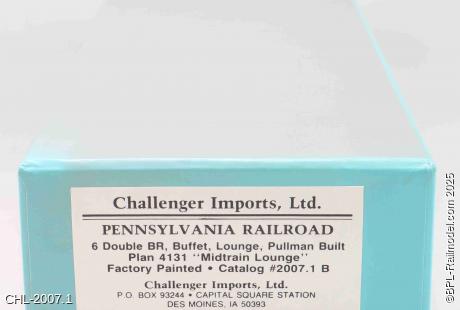 Challenger Imports, Ltd.
PENNSYLVANIA RAILROAD
6 Double BR, Buffet, Lounge, Pullman Built
Plan 4131 "Midtrain Lounge"
Factory Painted • Catalog #2007.1 B
Challenger Imports, Ltd.
P.O. BOX 93244 • CAPITAL SQUARE STATION
DES MOINES, IA 50393
CHL-2007.1
©BPL-Railmodel.com 2025